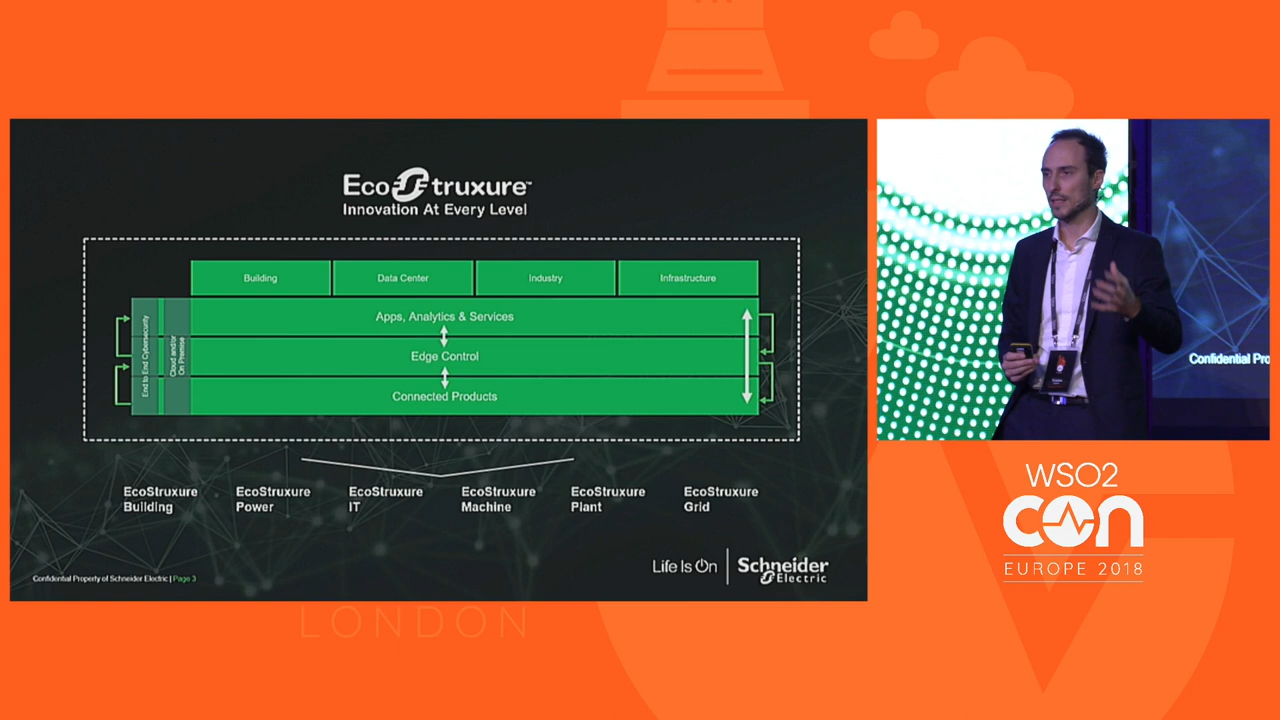 EcoStruxure™
Innovation At Every Level
Building
Data Center
Industry
Infrastructure
End to End Cybersecurity
Cloud and/or
On Premise
Apps, Analytics & Services
Edge Control
Connected Products
EcoStruxure
Building
EcoStruxure
Power
EcoStruxure
IT
EcoStruxure
Machine
EcoStruxure
Plant
EcoStruxure
Grid
Confidential Property of Schneider Electric | Page 3
Life Is On
Schneider
Electric
Confidential Pro
WSO2
CON
EUROPE 2018
LONDON